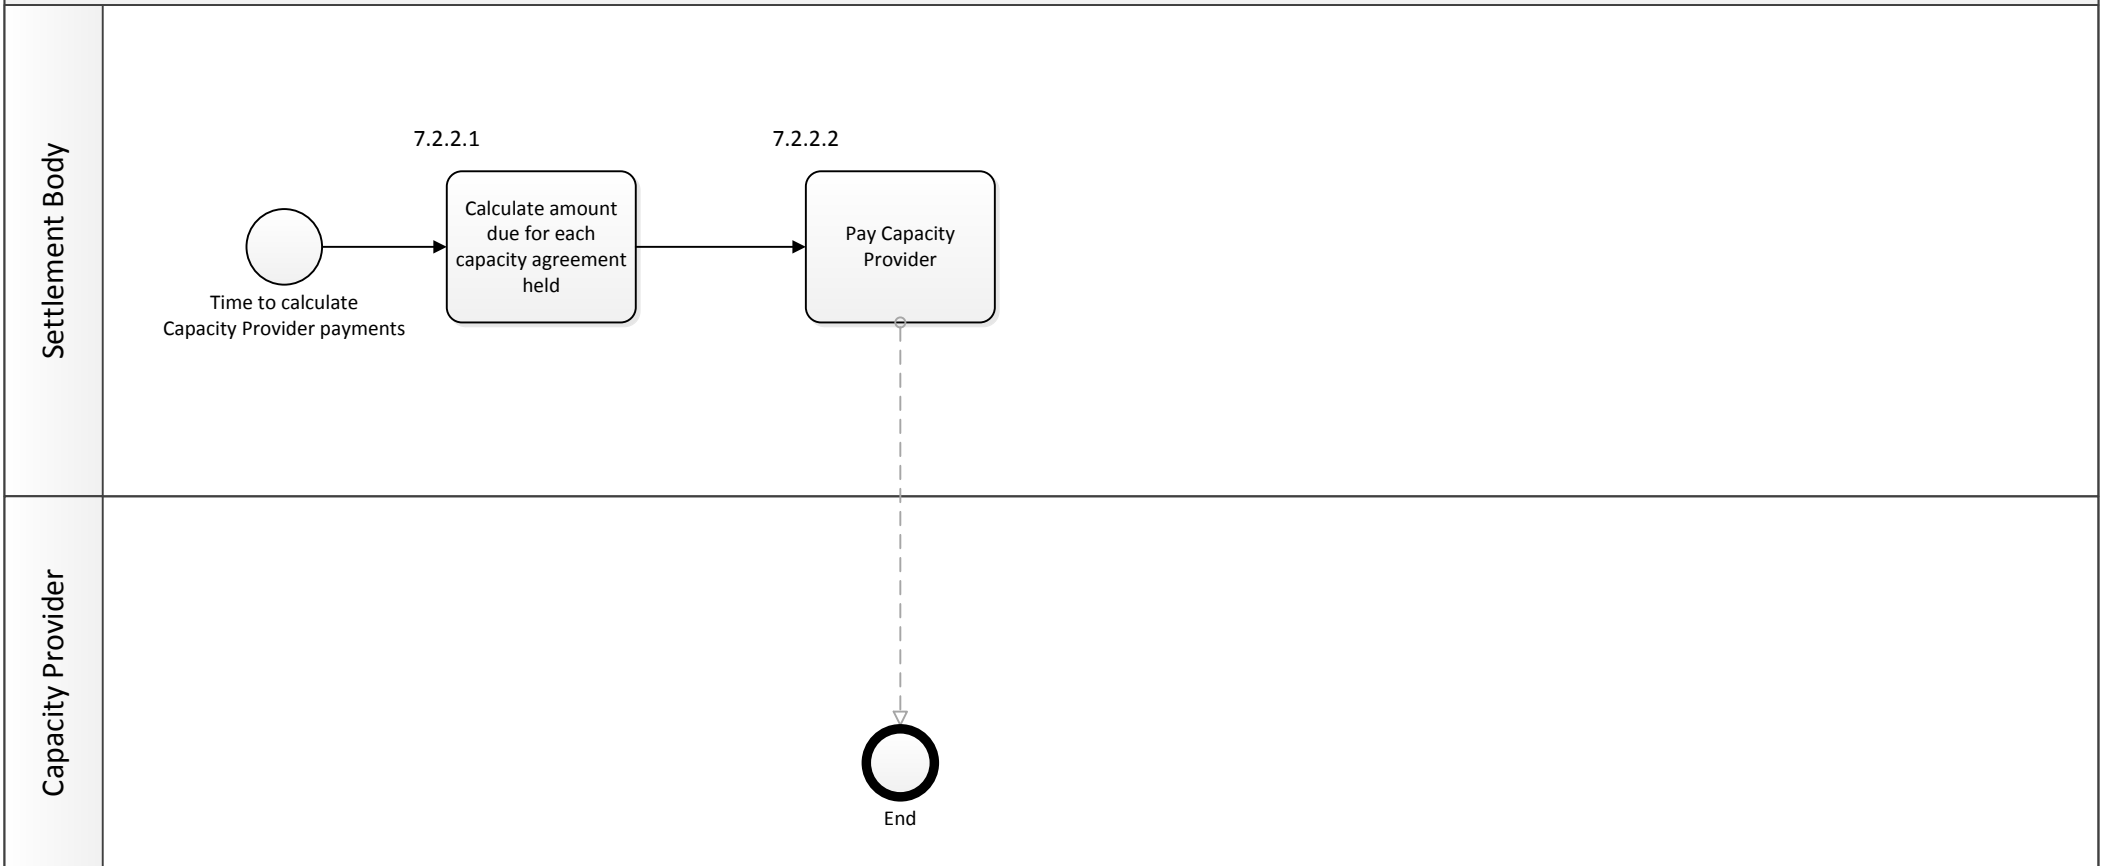 Settlement Body
7.2.2.1
7.2.2.2
Time to calculate
Capacity Provider payments
Calculate amount
due for each
capacity agreement
held
Pay Capacity
Provider
Capacity Provider
End